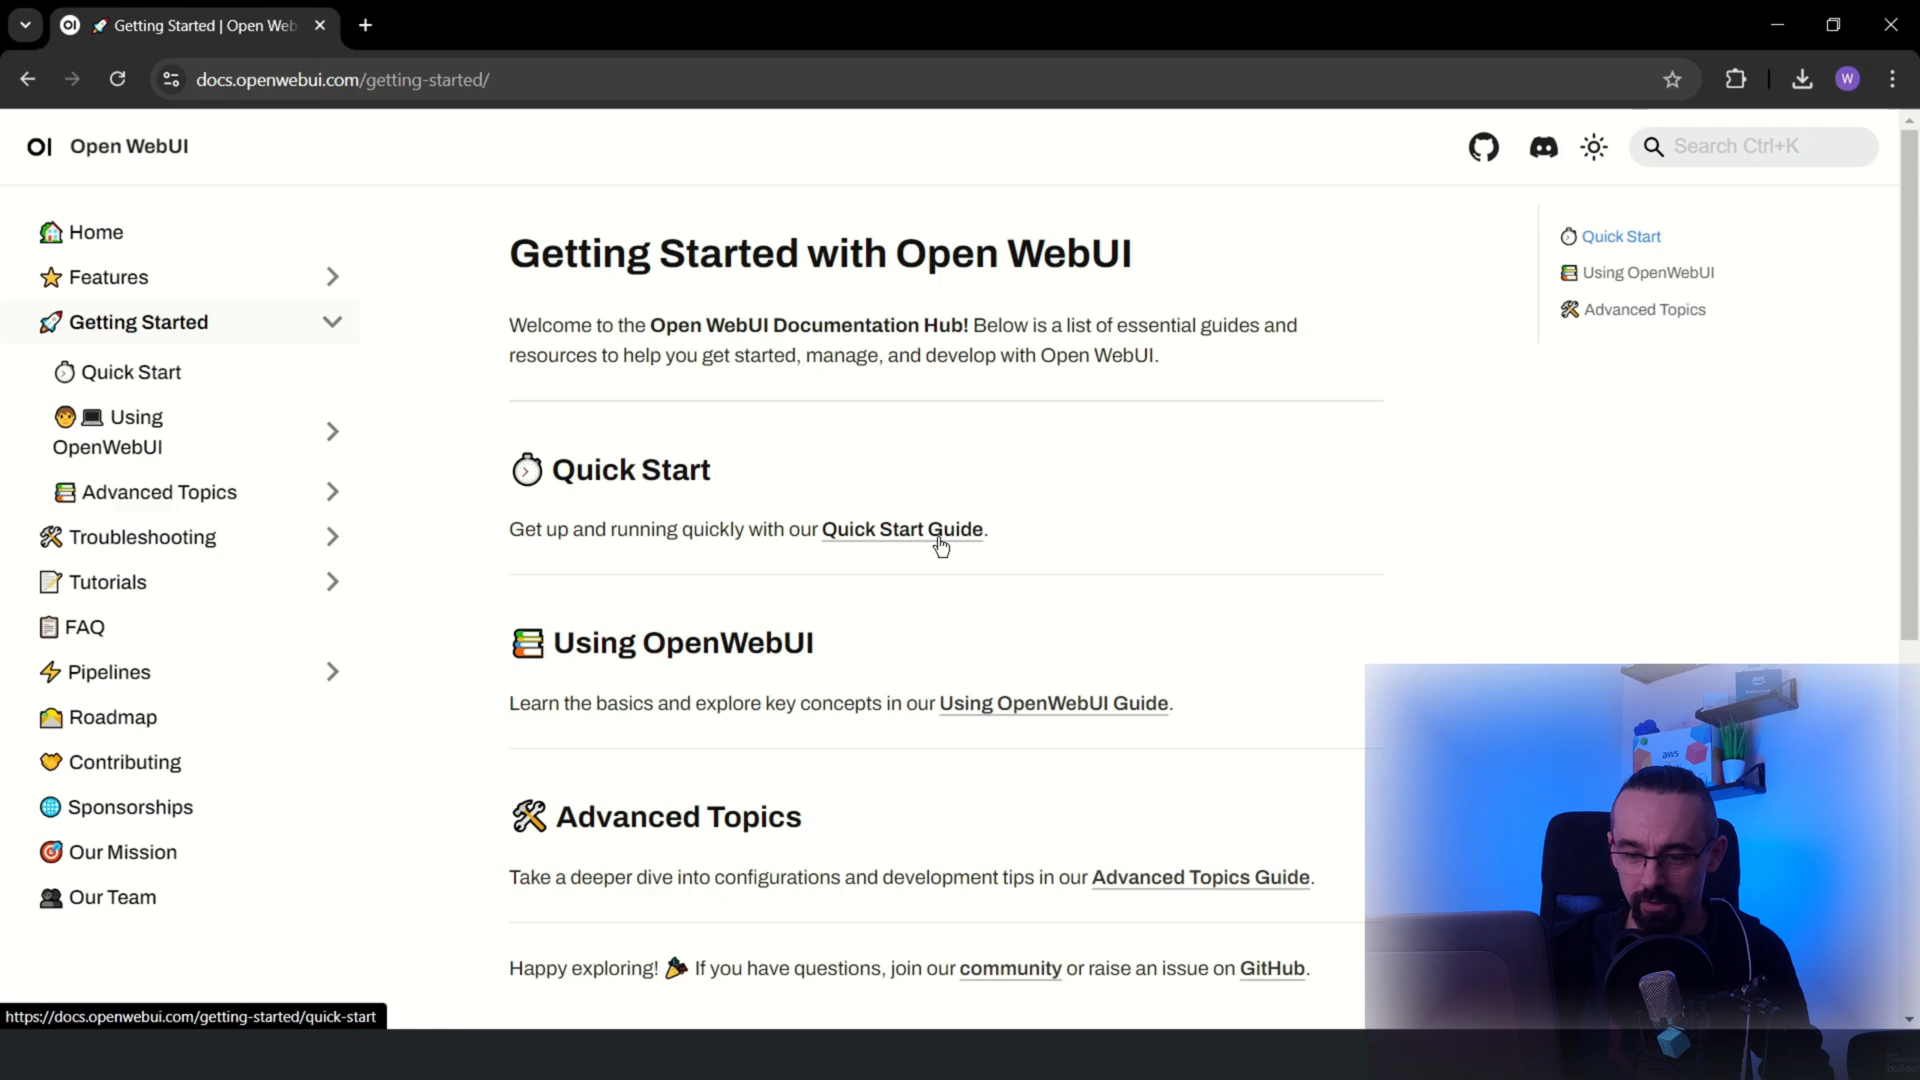 Getting Started | Open Web
docs.openwebui.com/getting-started/
W
OI Open WebUI
Search Ctrl+K
Home
Features
Getting Started
Quick Start
Using
OpenWebUI
Advanced Topics
Troubleshooting
Tutorials
FAQ
Pipelines
Roadmap
Contributing
Sponsorships
Our Mission
Our Team
Getting Started with Open WebUI
Welcome to the Open WebUI Documentation Hub! Below is a list of essential guides and
resources to help you get started, manage, and develop with Open WebUI.
Quick Start
Get up and running quickly with our Quick Start Guide.
Using OpenWebUI
Learn the basics and explore key concepts in our Using OpenWebUI Guide.
Advanced Topics
Take a deeper dive into configurations and development tips in our Advanced Topics Guide.
Happy exploring! If you have questions, join our community or raise an issue on GitHub.
Quick Start
Using OpenWebUI
Advanced Topics
https://docs.openwebui.com/getting-started/quick-start
aws
aws